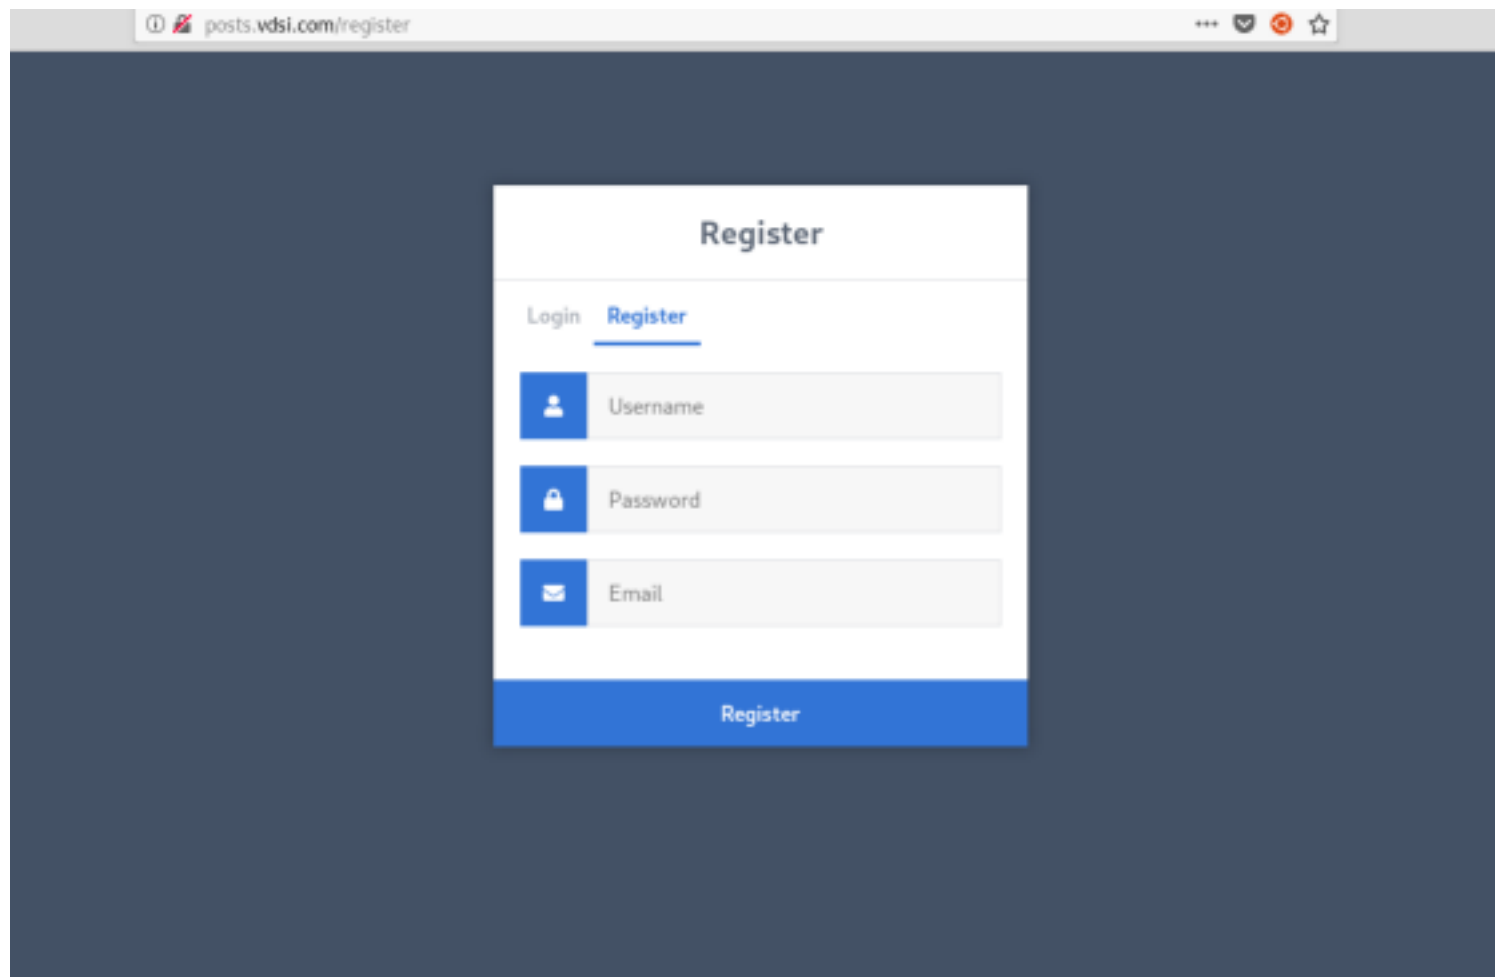 posts.vdsi.com/register
Register
Login Register
Username
Password
Email
Register